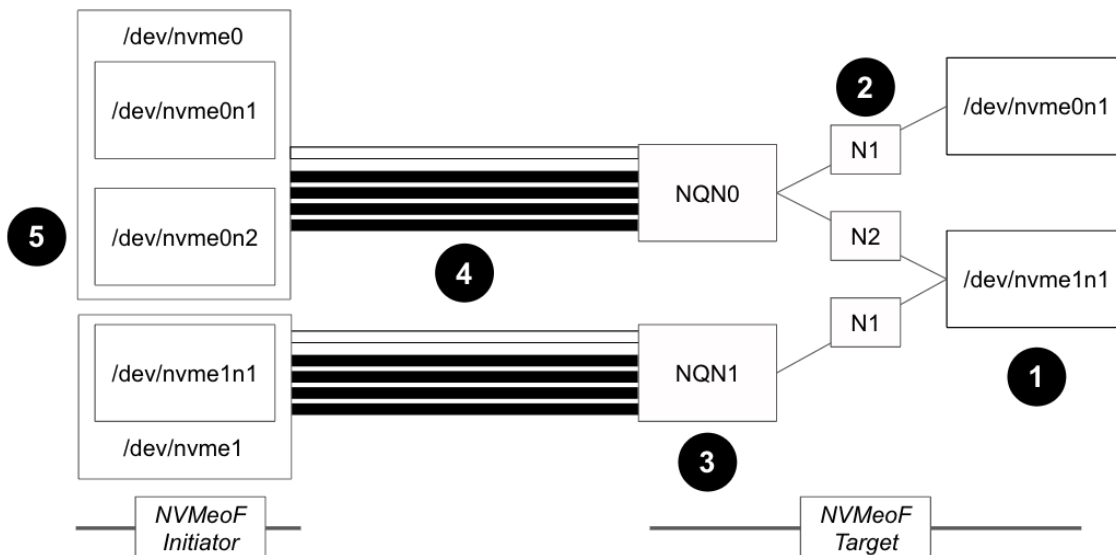 /dev/nvme0
/dev/nvme0n1
/dev/nvme0n2
5
/dev/nvme1n1
/dev/nvme1
NVMeoF
Initiator
4
NQN0
NQN1
3
2
N1
N2
N1
/dev/nvme0n1
/dev/nvme1n1
1
NVMeoF
Target